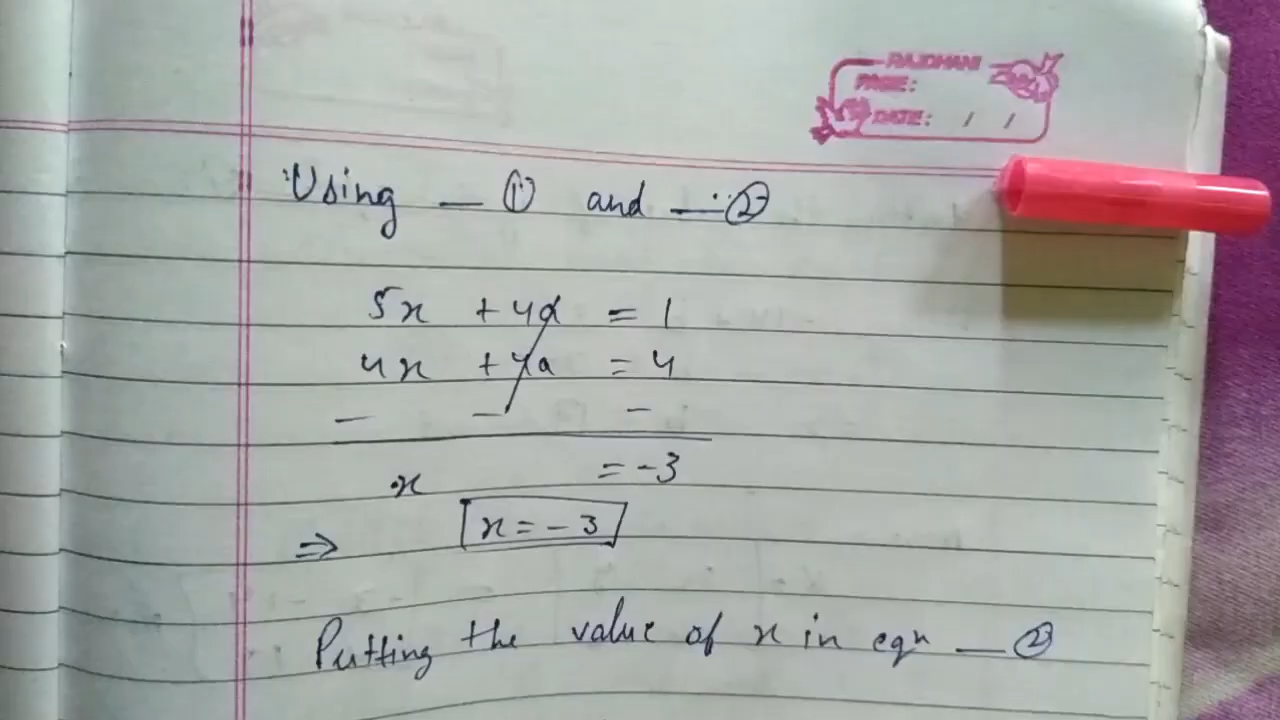 RAJDHANI
PAGE:
DATE: / /
Using — ① and — ②
5x + 4a = 1
4x + 4a = 4
— — —
x = -3
⇒ x = -3
Putting the value of x in eqn — ②